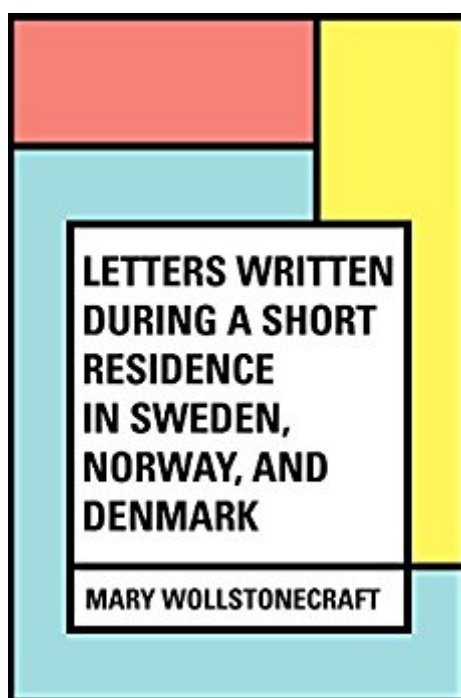 LETTERS WRITTEN
DURING A SHORT
RESIDENCE
IN SWEDEN,
NORWAY, AND
DENMARK
MARY WOLLSTONECRAFT